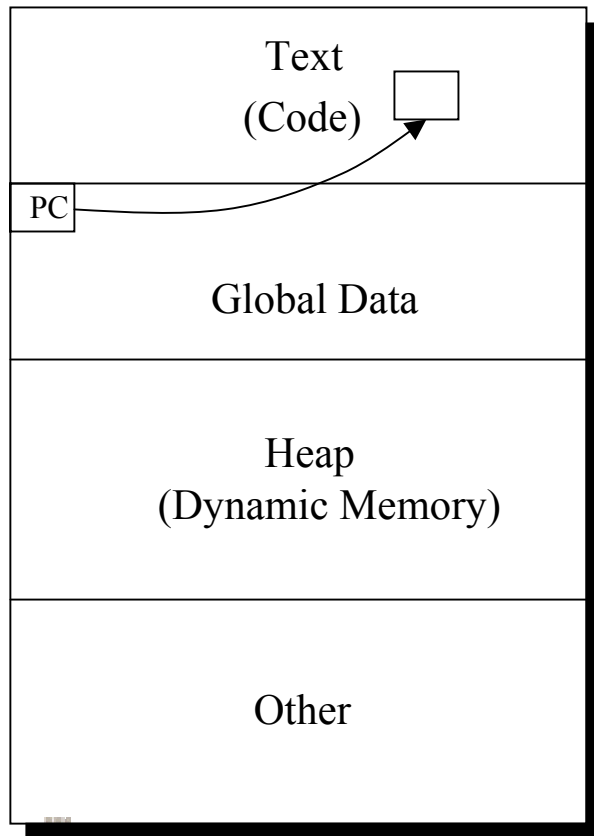 Text
(Code)
PC
Global Data
Heap
(Dynamic Memory)
Other